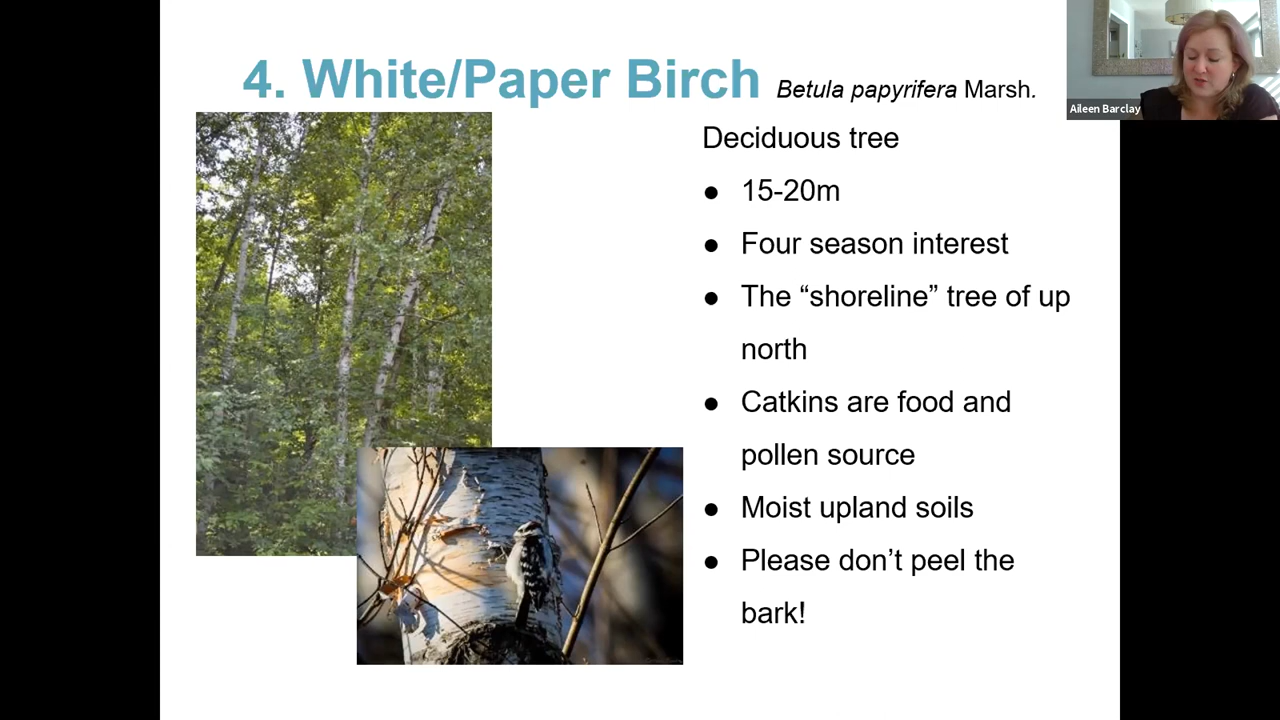 4. White/Paper Birch Betula papyrifera Marsh.
Aileen Barclay
Deciduous tree
● 15-20m
● Four season interest
● The “shoreline” tree of up
north
● Catkins are food and
pollen source
● Moist upland soils
● Please don’t peel the
bark!